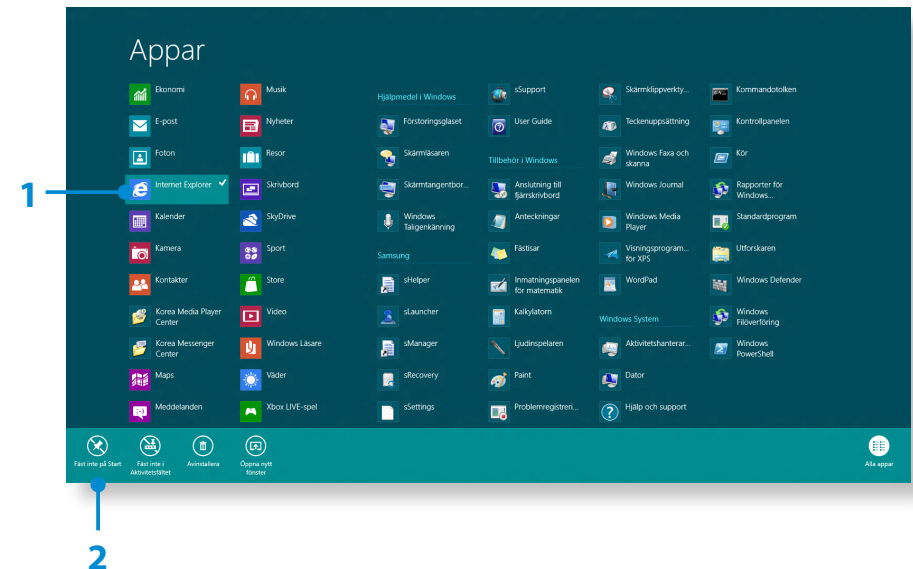 Appar
Ekonomi
E-post
Foton
1
Internet Explorer
Kalender
Kamera
Kontakter
Korea Media Player
Center
Korea Messenger
Center
Maps
Meddelanden
Musik
Nyheter
Resor
Skrivbord
SkyDrive
Sport
Store
Video
Windows Läsare
Väder
Xbox LIVE-spel
Hjälpmedel i Windows
Förstoringsglaset
Skärmläsaren
Skärmtangentbor...
Windows
Taligenkänning
Samsung
sHelper
sLauncher
sManager
sRecovery
sSettings
sSupport
User Guide
Tillbehör i Windows
Anslutning till
fjärrskrivbord
Anteckningar
Fästisar
Inmatningspanelen
för matematik
Kalkylatorn
Ljudinspelaren
Paint
Problemregistreri...
Skärmklippverkty...
Teckenuppsättning
Windows Faxa och
skanna
Windows Journal
Windows Media
Player
Visningsprogram...
för XPS
WordPad
Windows System
Aktivitetshanterar...
Dator
Hjälp och support
Kommandotolken
Kontrollpanelen
Kör
Rapporter för
Windows...
Standardprogram
Utforskaren
Windows Defender
Windows
Filöverföring
Windows
PowerShell
Fäst inte på Start
Fäst inte i
Aktivitetsfältet
Avinstallera
Öppna nytt
fönster
Alla appar
2